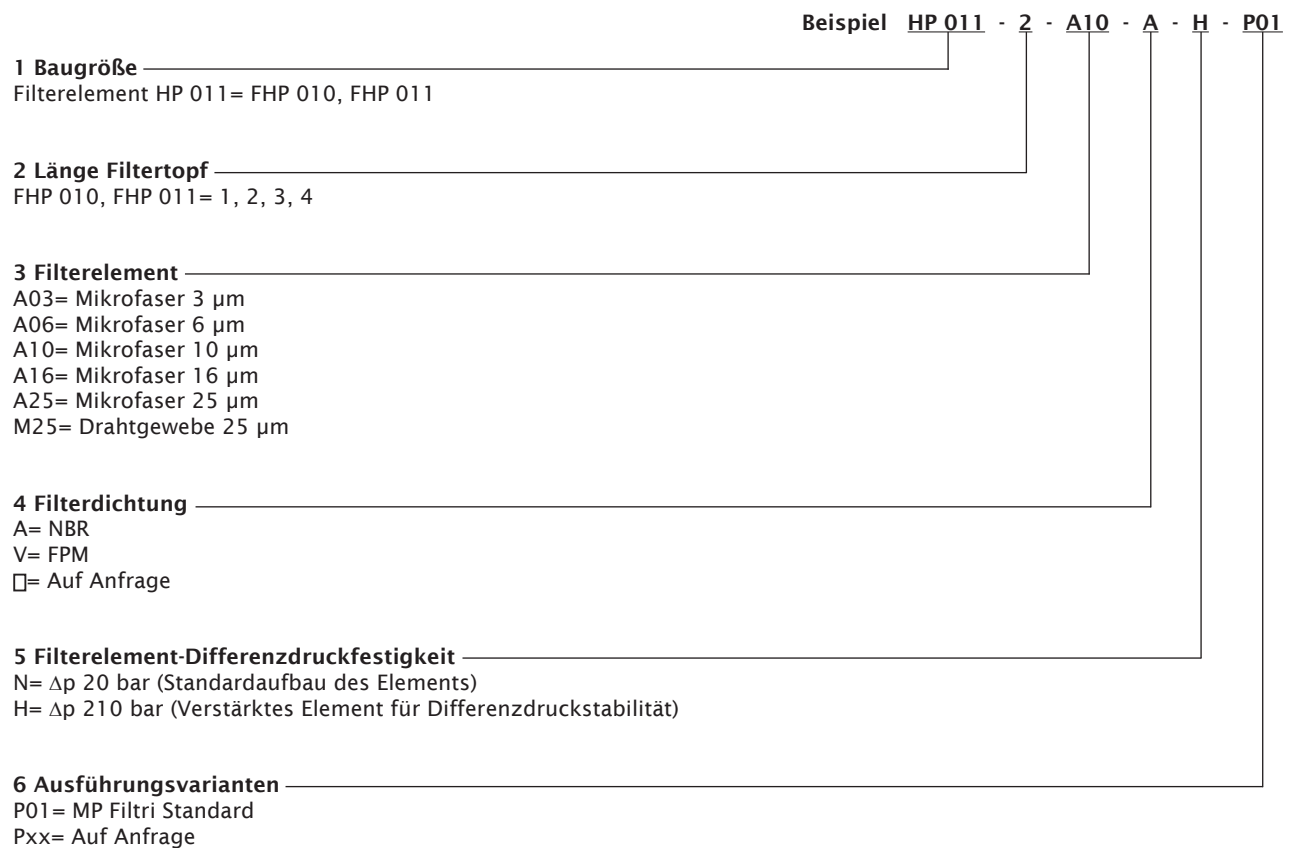 Beispiel HP 011 - 2 - A10 - A - H - P01
1 Baugröße
Filterelement HP 011= FHP 010, FHP 011
2 Länge Filtertopf
FHP 010, FHP 011= 1, 2, 3, 4
3 Filterelement
A03= Mikrofaser 3 µm
A06= Mikrofaser 6 µm
A10= Mikrofaser 10 µm
A16= Mikrofaser 16 µm
A25= Mikrofaser 25 µm
M25= Drahtgewebe 25 µm
4 Filterdichtung
A= NBR
V= FPM
□= Auf Anfrage
5 Filterelement-Differenzdruckfestigkeit
N= Δp 20 bar (Standardaufbau des Elements)
H= Δp 210 bar (Verstärktes Element für Differenzdruckstabilität)
6 Ausführungsvarianten
P01= MP Filtri Standard
Pxx= Auf Anfrage